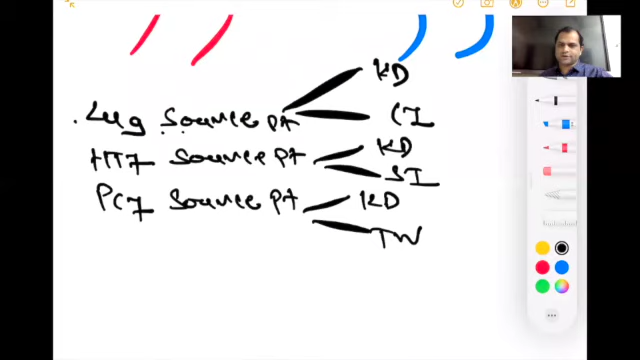 KD
Lug Source pt
CI
KD
HTZ Source pt
SI
PCZ Source pt
KD
TW